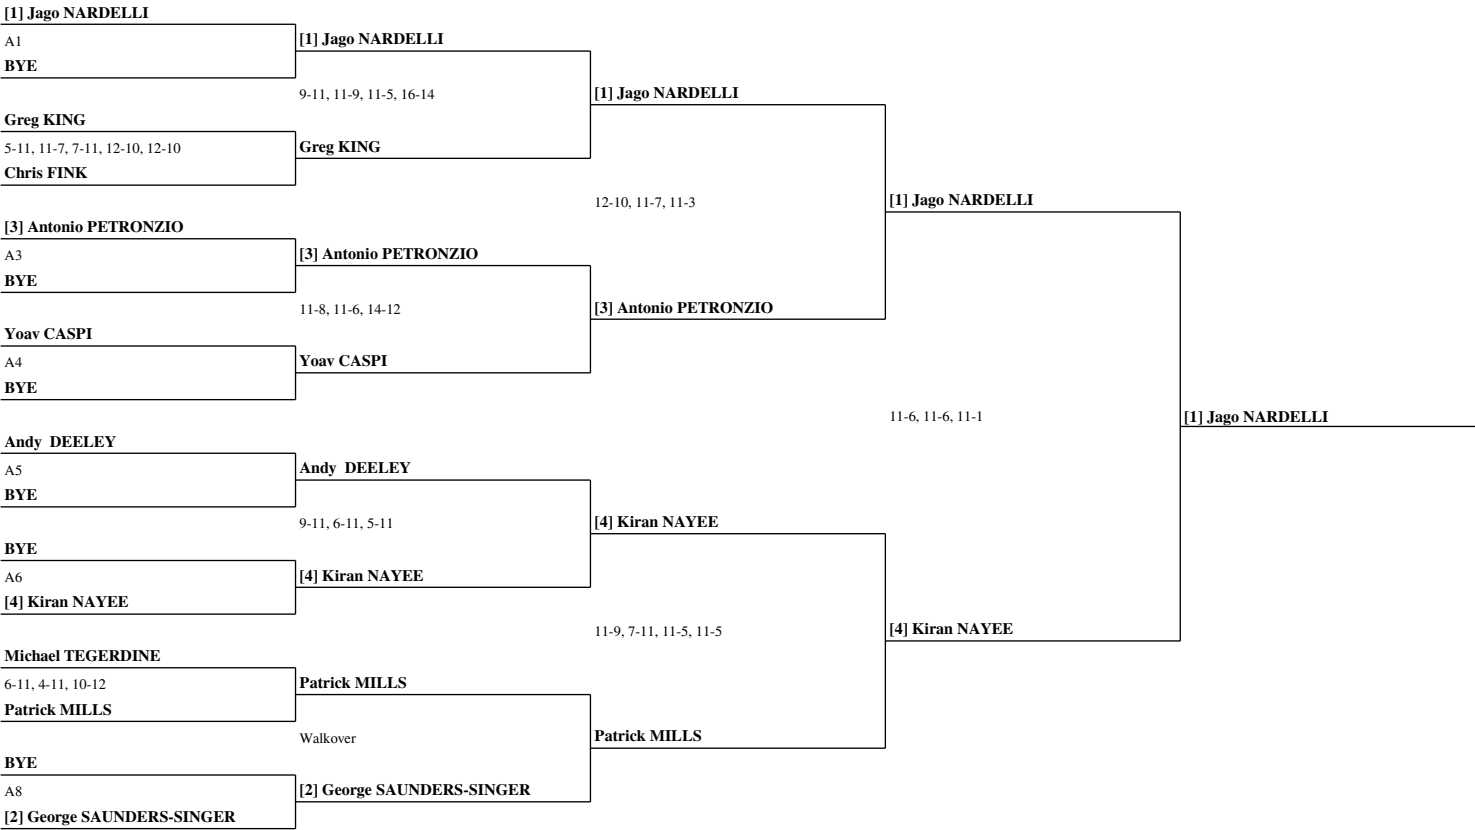 [1] Jago NARDELLI
A1
BYE
Greg KING
5-11, 11-7, 7-11, 12-10, 12-10
Chris FINK
[3] Antonio PETRONZIO
A3
BYE
Yoav CASPI
A4
BYE
Andy  DEELEY
A5
BYE
BYE
A6
[4] Kiran NAYEE
Michael TEGERDINE
6-11, 4-11, 10-12
Patrick MILLS
BYE
A8
[2] George SAUNDERS-SINGER
[1] Jago NARDELLI
9-11, 11-9, 11-5, 16-14
Greg KING
[3] Antonio PETRONZIO
11-8, 11-6, 14-12
Yoav CASPI
Andy  DEELEY
9-11, 6-11, 5-11
[4] Kiran NAYEE
Patrick MILLS
Walkover
[2] George SAUNDERS-SINGER
[1] Jago NARDELLI
12-10, 11-7, 11-3
[3] Antonio PETRONZIO
[4] Kiran NAYEE
11-9, 7-11, 11-5, 11-5
Patrick MILLS
[1] Jago NARDELLI
11-6, 11-6, 11-1
[4] Kiran NAYEE
[1] Jago NARDELLI